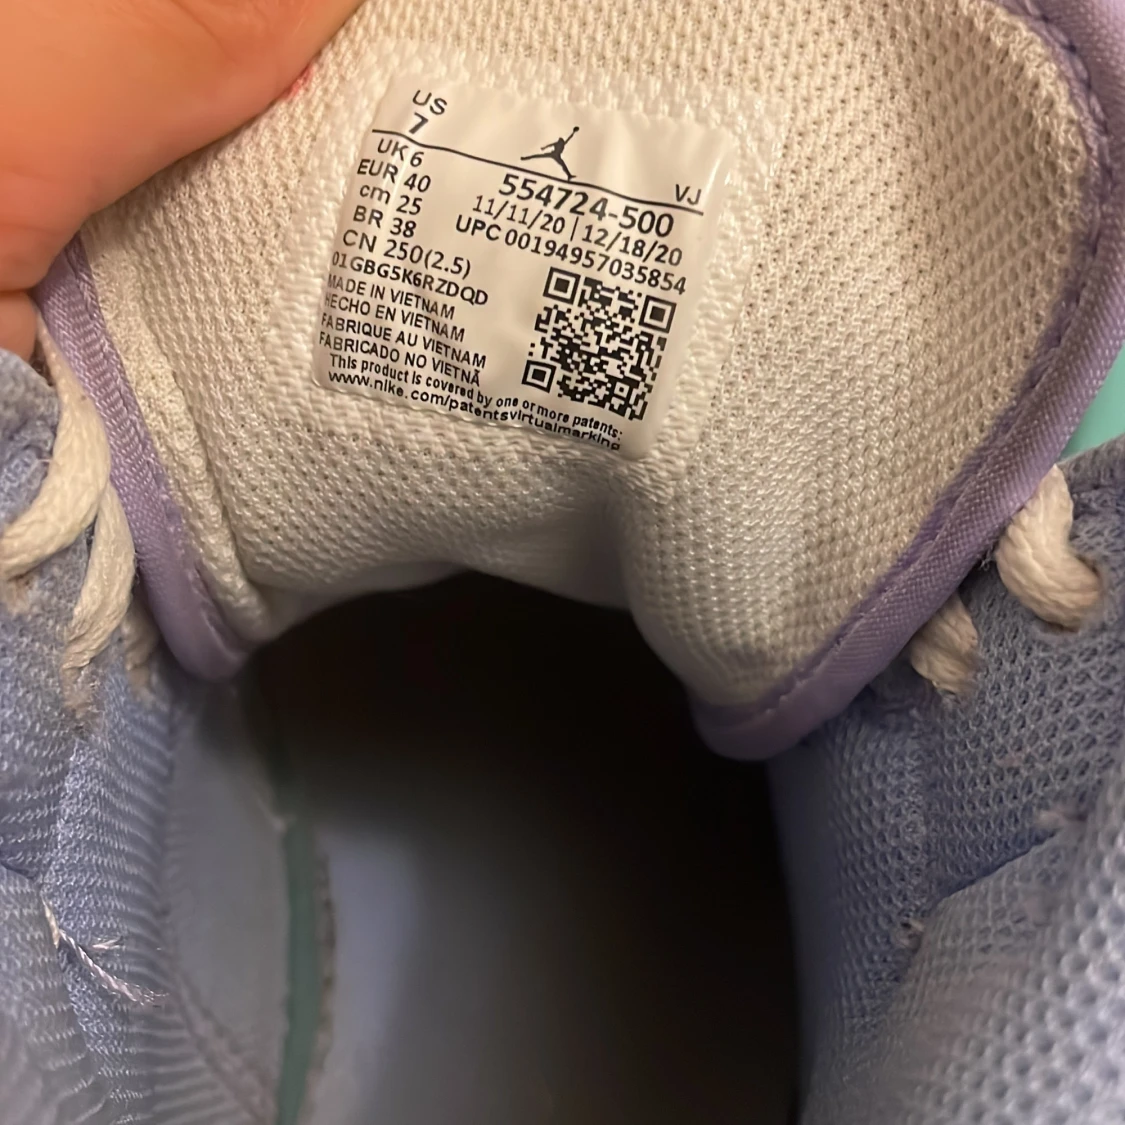 US
7
UK 6
EUR 40
cm 25
BR 38
CN 250(2.5)
VJ
554724-500
11/11/20 | 12/18/20
UPC 00194957035854
01GBG5K6RZDQD
MADE IN VIETNAM
HECHO EN VIETNAM
FABRIQUE AU VIETNAM
FABRICADO NO VIETNÃ
This product is covered by one or more patents:
www.nike.com/patentsvirtualmarking